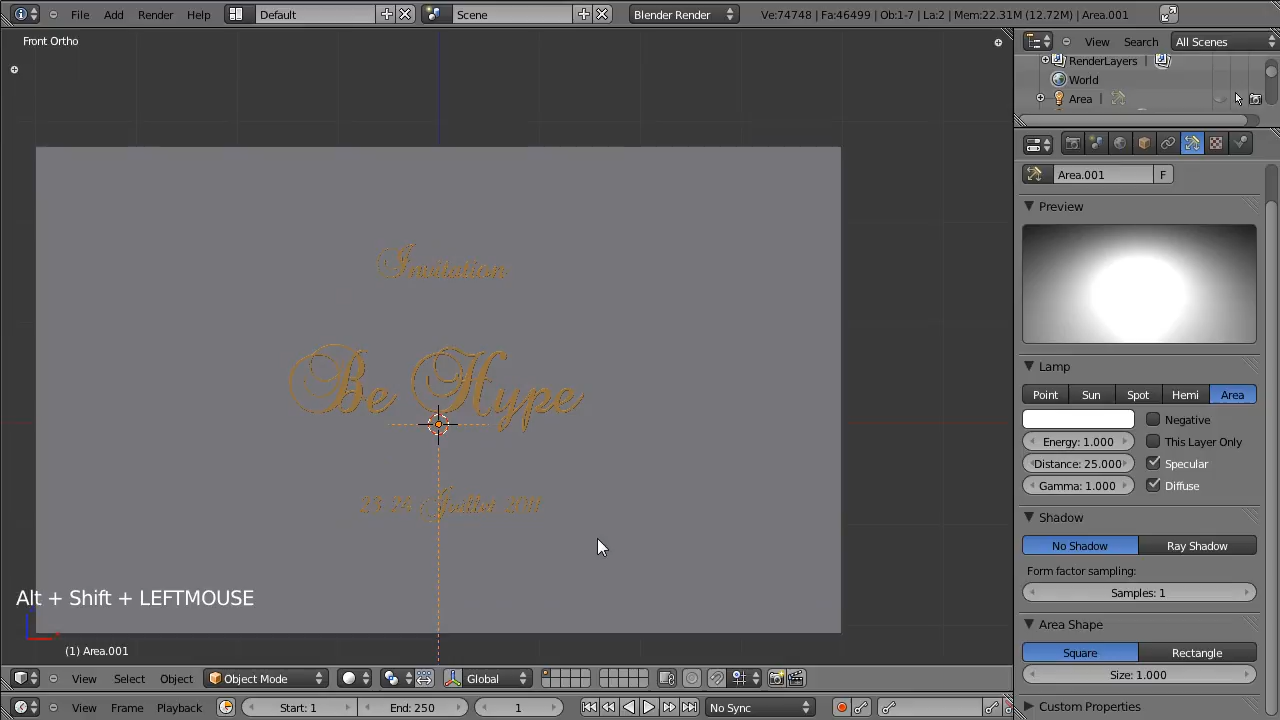 File Add Render Help Default Scene Blender Render Ve:74748 | Fa:46499 | Ob:1-7 | La:2 | Mem:22.31M (12.72M) | Area.001
Front Ortho
View Search All Scenes
RenderLayers |
World
Area |
Area.001 F
Preview
Invitation
Be Hype
Juillet
Lamp
Point Sun Spot Hemi Area
Negative
Energy: 1.000 This Layer Only
Distance: 25.000 Specular
Gamma: 1.000 Diffuse
Shadow
No Shadow Ray Shadow
Form factor sampling:
Samples: 1
Area Shape
Square Rectangle
Size: 1.000
Custom Properties
Alt + Shift + LEFTMOUSE
(1) Area.001
View Select Object Object Mode Global
View Frame Playback Start: 1 End: 250 1 No Sync